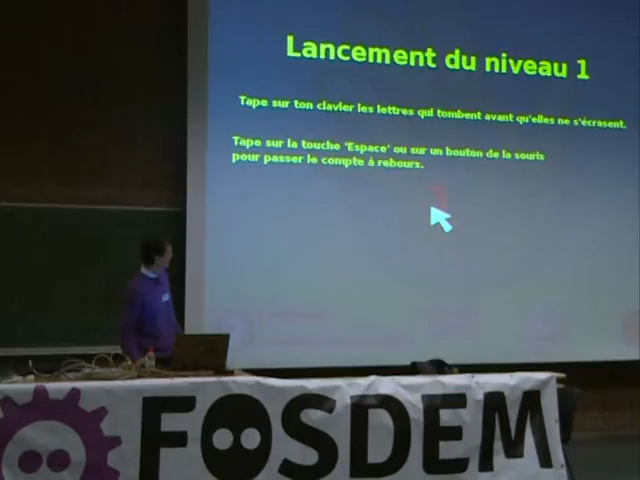 Lancement du niveau 1
Tape sur ton clavier les lettres qui tombent avant qu'elles ne s'écrasent.
Tape sur la touche 'Espace' ou sur un bouton de la souris
pour passer le compte à rebours.
FOSDEM